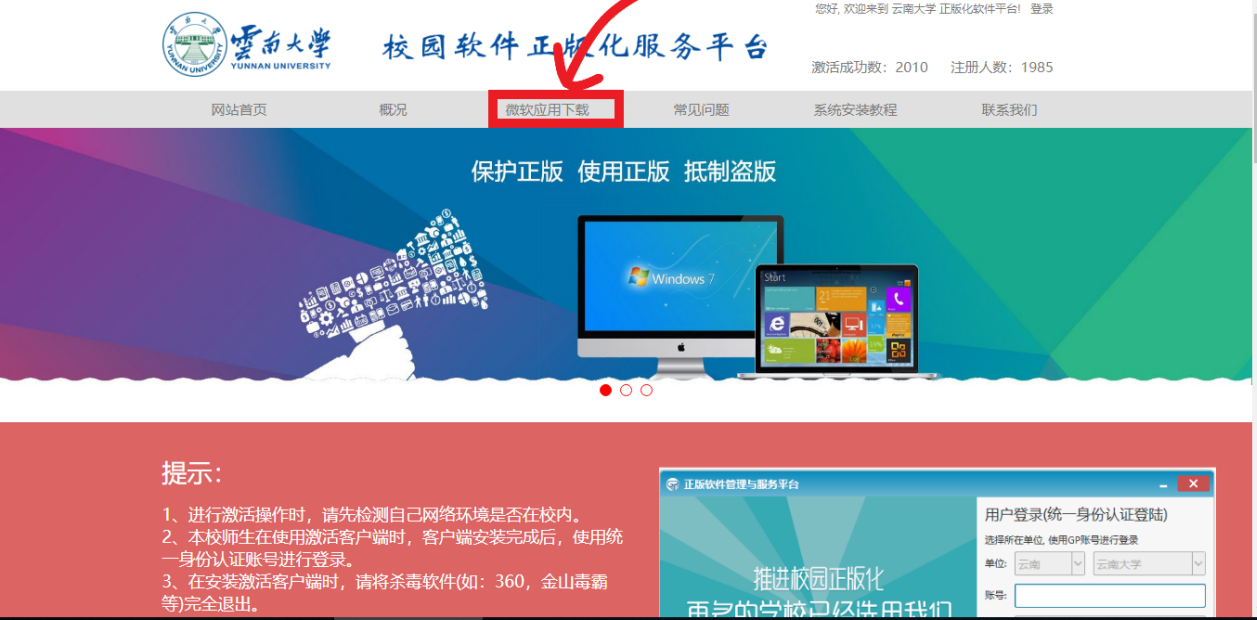 您好, 欢迎来到 云南大学 正版化软件平台! 登录
雲南大學
YUNNAN UNIVERSITY
校园软件正版化服务平台
激活成功数：2010 注册人数：1985
网站首页 概况 微软应用下载 常见问题 系统安装教程 联系我们
保护正版 使用正版 抵制盗版
Windows 7
Start
提示：
1、进行激活操作时，请先检测自己网络环境是否在校内。
2、本校师生在使用激活客户端时，客户端安装完成后，使用统
一身份认证账号进行登录。
3、在安装激活客户端时，请将杀毒软件(如：360，金山毒霸
等)完全退出。
正版软件管理与服务平台
推进校园正版化
更多的学校已经选用我们
用户登录(统一身份认证登陆)
选择所在单位, 使用GP账号进行登录
单位: 云南 云南大学
账号: